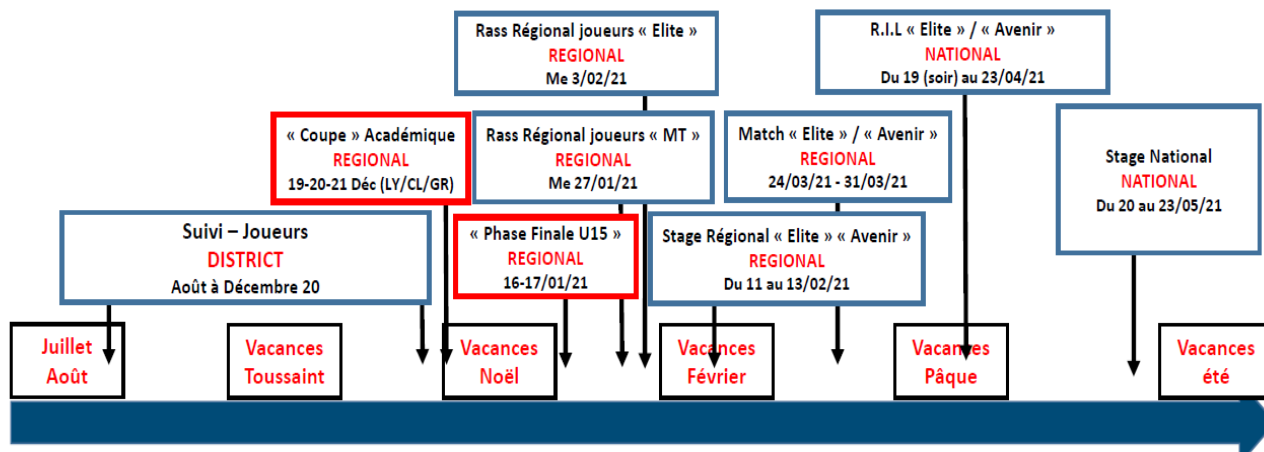 Rass Régional joueurs « Elite »
REGIONAL
Me 3/02/21
R.I.L « Elite » / « Avenir »
NATIONAL
Du 19 (soir) au 23/04/21
« Coupe » Académique
REGIONAL
19-20-21 Déc (LY/CL/GR)
Rass Régional joueurs « MT »
REGIONAL
Me 27/01/21
Match « Elite » / « Avenir »
REGIONAL
24/03/21 - 31/03/21
Stage National
NATIONAL
Du 20 au 23/05/21
Suivi – Joueurs
DISTRICT
Août à Décembre 20
« Phase Finale U15 »
REGIONAL
16-17/01/21
Stage Régional « Elite » « Avenir »
REGIONAL
Du 11 au 13/02/21
Juillet
Août
Vacances
Toussaint
Vacances
Noël
Vacances
Février
Vacances
Pâque
Vacances
été